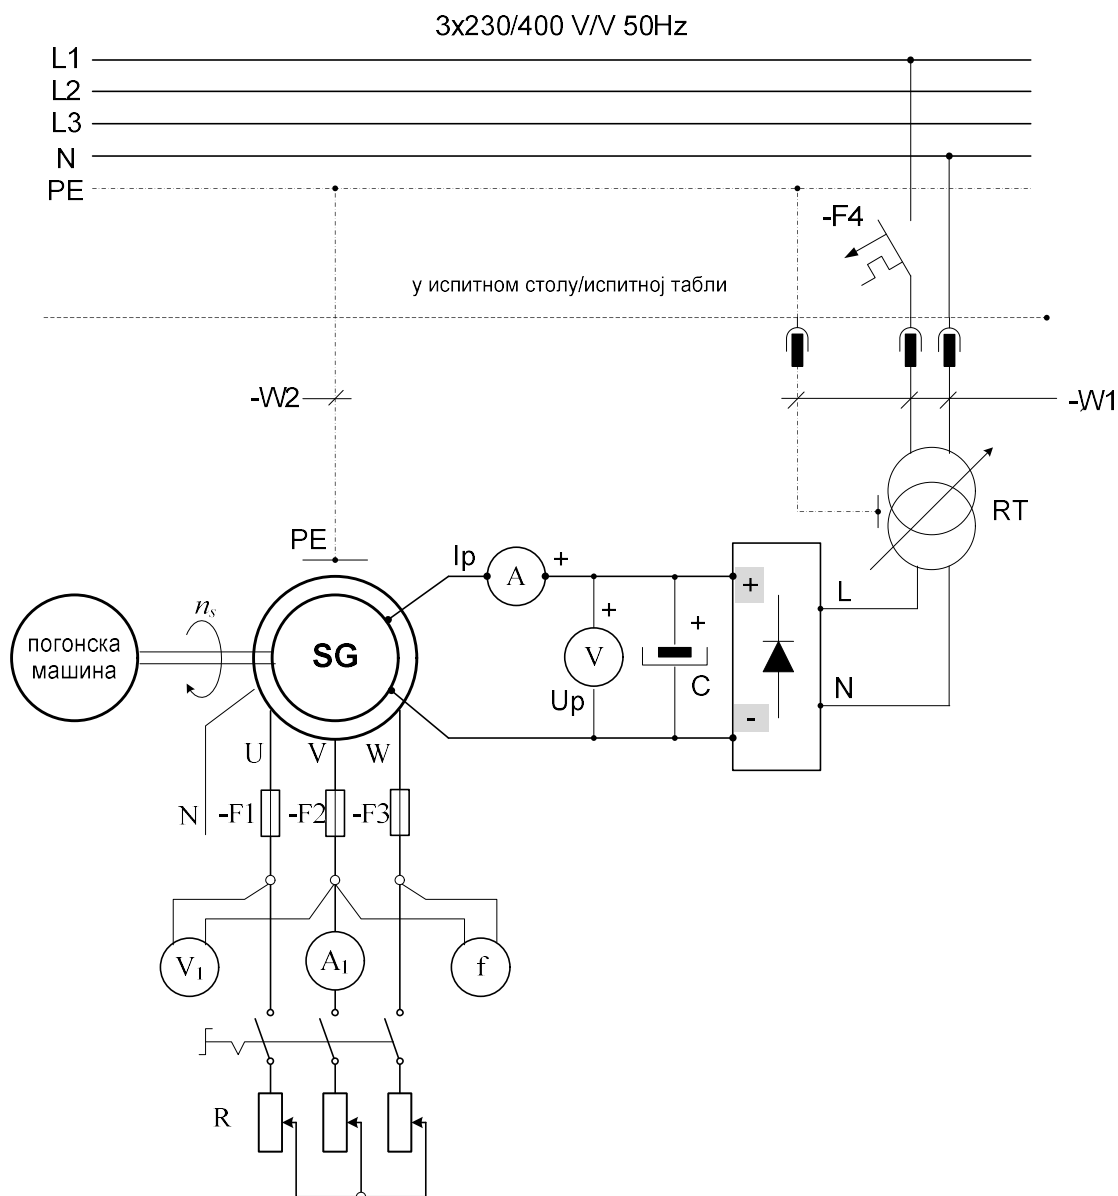 3x230/400 V/V 50Hz
L1
L2
L3
N
PE
-F4
у испитном столу/испитној табли
-W2
-W1
RT
PE
Ip
A
+
+
L
погонска
машина
ns
SG
+
+
V
C
Up
N
-
U
V
W
N
-F1
-F2
-F3
V1
A1
f
R